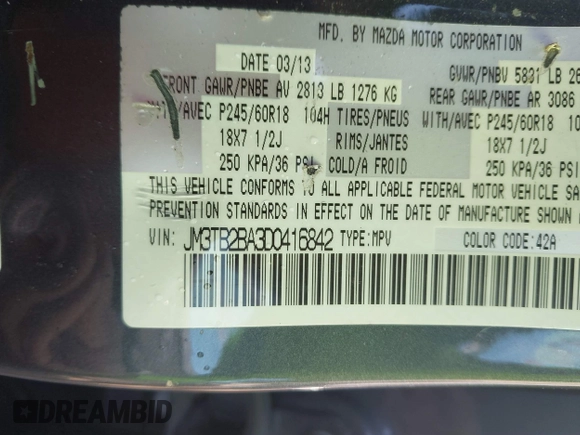 MFD. BY MAZDA MOTOR CORPORATION
DATE 03/13
GVWR/PNBV 5831 LB 26
FRONT GAWR/PNBE AV 2813 LB 1276 KG
REAR GAWR/PNBE AR 3086
WITH/AVEC P245/60R18 104H TIRES/PNEUS WITH/AVEC P245/60R18 10
18X7 1/2J RIMS/JANTES 18X7 1/2J
250 KPA/36 PSI COLD/A FROID 250 KPA/36 PSI
THIS VEHICLE CONFORMS TO ALL APPLICABLE FEDERAL MOTOR VEHICLE SA
PREVENTION STANDARDS IN EFFECT ON THE DATE OF MANUFACTURE SHOWN
VIN: JM3TB2BA3D0416842 TYPE:MPV COLOR CODE:42A
DREAMBID